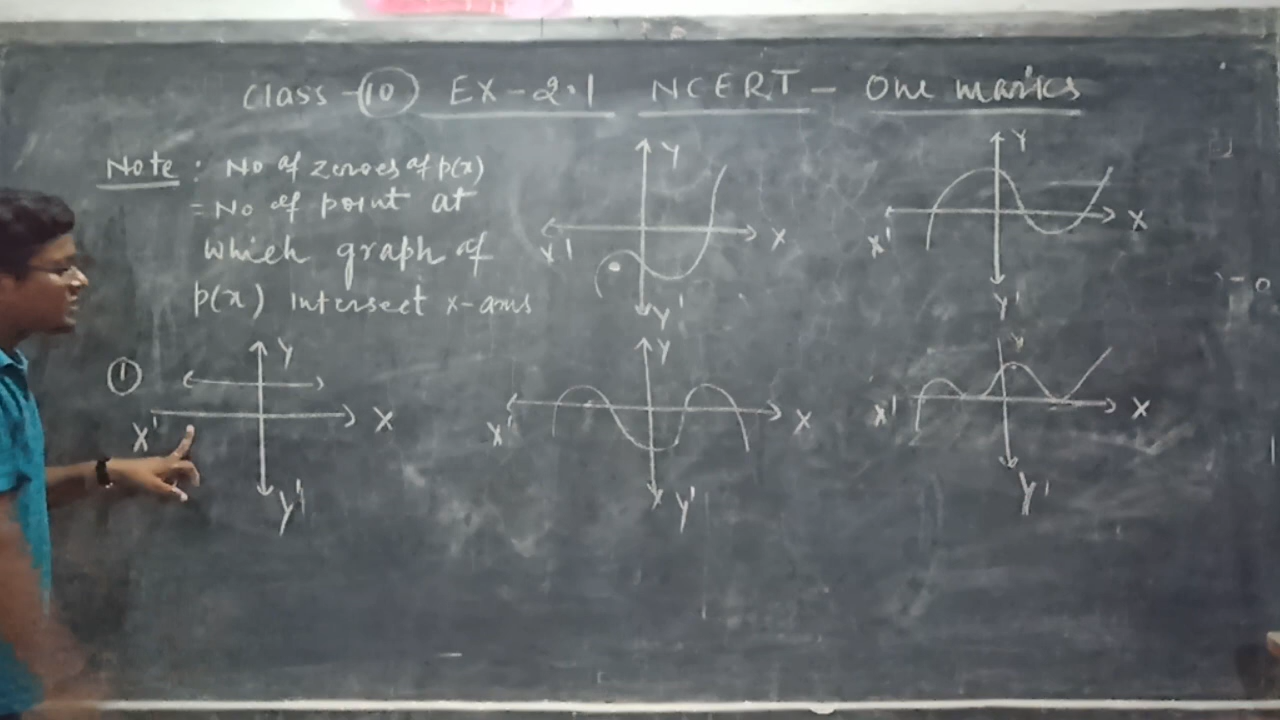 Class - 10 EX - 2.1 NCERT - One marks
Note : No of zeroes of p(x)
= No of point at
which graph of
p(x) Intersect x-axis
Y
X' X
Y'
Y
X' X
Y'
① Y
X' X
Y'
Y
X' X
Y'
Y
X' X
Y'